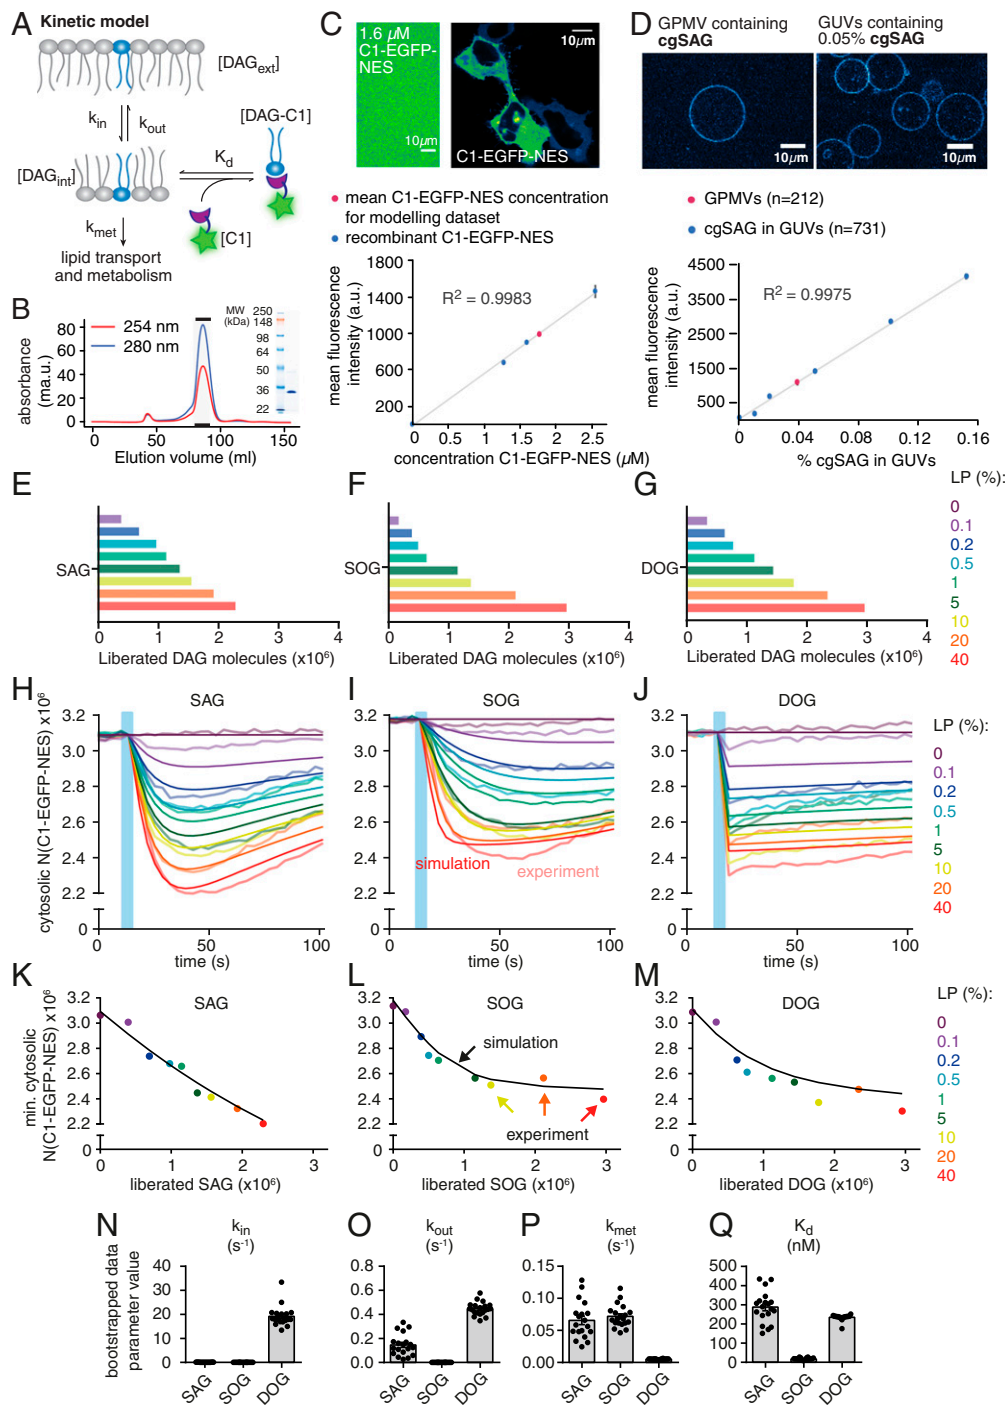 A
Kinetic model
[DAGext]
kin
kout
[DAG-C1]
Kd
[DAGint]
[C1]
kmet
lipid transport
and metabolism
B
254 nm
280 nm
absorbance
(ma.u.)
80
60
40
20
0
0
50
100
150
Elution volume (ml)
MW
(kDa)
250
148
98
64
50
36
22
C
1.6 µM
C1-EGFP-
NES
10µm
10µm
C1-EGFP-NES
mean C1-EGFP-NES concentration
for modelling dataset
recombinant C1-EGFP-NES
R² = 0.9983
mean fluorescence
intensity (a.u.)
1800
1400
1000
600
200
0
0.5
1.0
1.5
2.0
2.5
concentration C1-EGFP-NES (µM)
D
GPMV containing
cgSAG
GUVs containing
0.05% cgSAG
10µm
10µm
GPMVs (n=212)
cgSAG in GUVs (n=731)
R² = 0.9975
mean fluorescence
intensity (a.u.)
4500
3500
2500
1500
500
0
0.04
0.08
0.12
0.16
% cgSAG in GUVs
E
SAG
0
1
2
3
4
Liberated DAG molecules (x10⁶)
F
SOG
0
1
2
3
4
Liberated DAG molecules (x10⁶)
G
DOG
0
1
2
3
4
Liberated DAG molecules (x10⁶)
LP (%):
0
0.1
0.2
0.5
1
5
10
20
40
H
SAG
cytosolic
N(C1-EGFP-NES) x10⁶
3.2
3.0
2.8
2.6
2.4
2.2
0
0
50
100
time (s)
I
SOG
3.2
3.0
2.8
2.6
2.4
2.2
0
simulation
experiment
0
50
100
time (s)
J
DOG
3.2
3.0
2.8
2.6
2.4
2.2
0
0
50
100
time (s)
LP (%):
0
0.1
0.2
0.5
1
5
10
20
40
K
SAG
min. cytosolic
N(C1-EGFP-NES) x10⁶
3.2
3.0
2.8
2.6
2.4
2.2
0
0
1
2
3
liberated SAG (x10⁶)
L
SOG
3.2
3.0
2.8
2.6
2.4
2.2
0
simulation
experiment
0
1
2
3
liberated SOG (x10⁶)
M
DOG
3.2
3.0
2.8
2.6
2.4
2.2
0
0
1
2
3
liberated DOG (x10⁶)
LP (%):
0
0.1
0.2
0.5
1
5
10
20
40
N
kin
(s⁻¹)
bootstrapped data
parameter value
40
30
20
10
0
SAG
SOG
DOG
O
kout
(s⁻¹)
0.8
0.6
0.4
0.2
0.0
SAG
SOG
DOG
P
kmet
(s⁻¹)
0.15
0.10
0.05
0.00
SAG
SOG
DOG
Q
Kd
(nM)
500
400
300
200
100
0
SAG
SOG
DOG